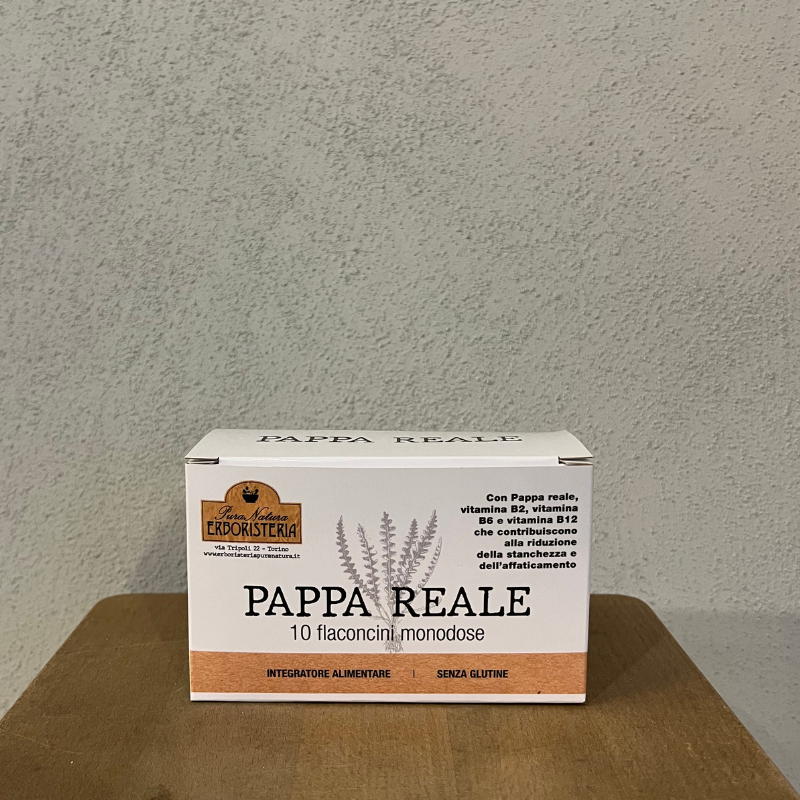 PAPPA REALE
Pura Natura
ERBORISTERIA
via Tripoli 22 - Torino
www.erboristeriapuranatura.it
Con Pappa reale,
vitamina B2, vitamina
B6 e vitamina B12
che contribuiscono
alla riduzione
della stanchezza e
dell'affaticamento
PAPPA REALE
10 flaconcini monodose
INTEGRATORE ALIMENTARE | SENZA GLUTINE